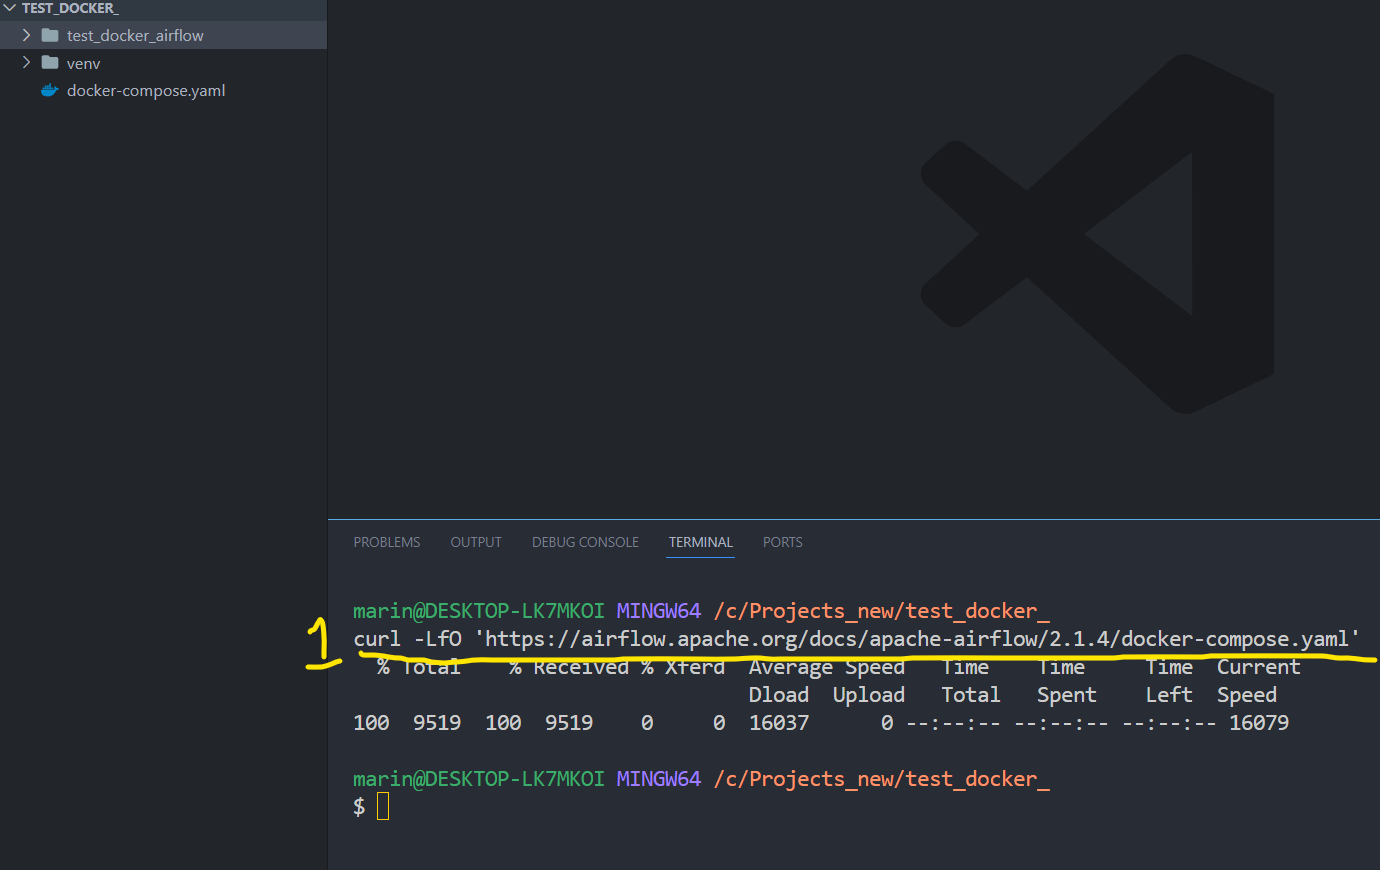 TEST_DOCKER_
test_docker_airflow
venv
docker-compose.yaml
PROBLEMS OUTPUT DEBUG CONSOLE TERMINAL PORTS
marin@DESKTOP-LK7MKOI MINGW64 /c/Projects_new/test_docker_
1 curl -LfO 'https://airflow.apache.org/docs/apache-airflow/2.1.4/docker-compose.yaml'
% Total % Received % Xferd Average Speed Time Time Time Current
Dload Upload Total Spent Left Speed
100 9519 100 9519 0 0 16037 0 --:--:-- --:--:-- --:--:-- 16079
marin@DESKTOP-LK7MKOI MINGW64 /c/Projects_new/test_docker_
$